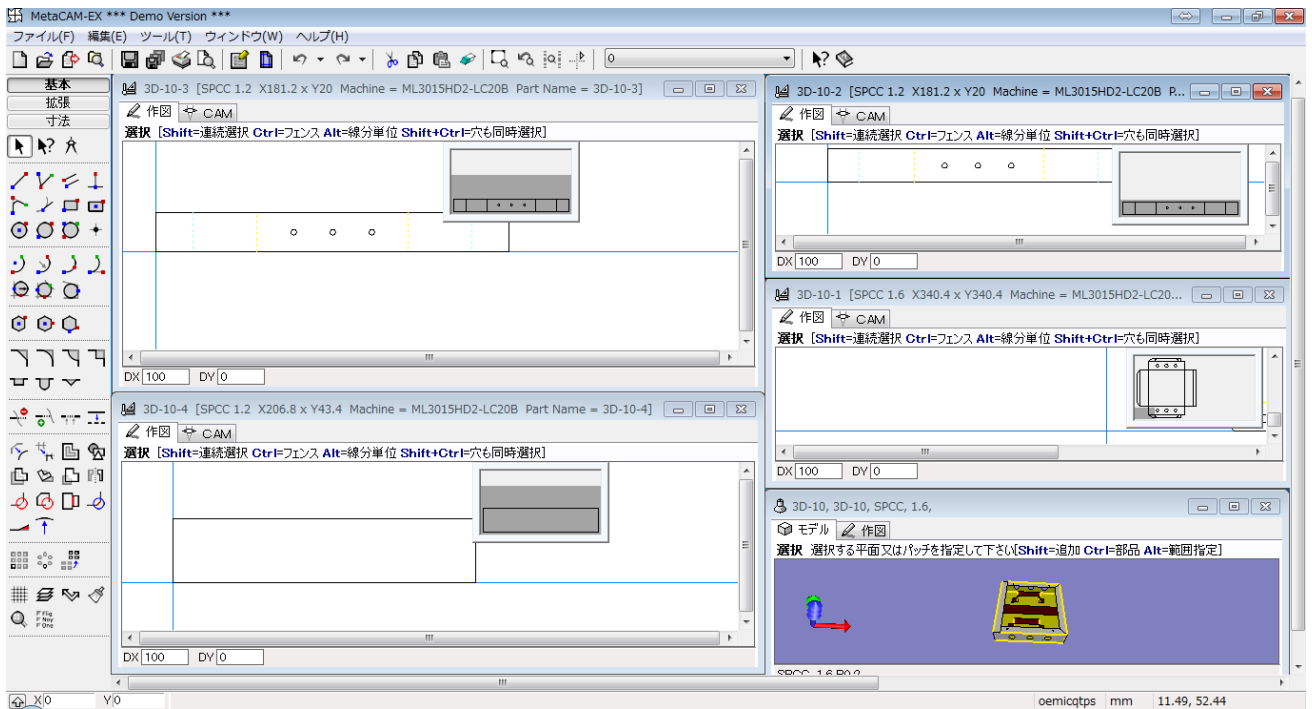 MetaCAM-EX *** Demo Version ***
ファイル(F) 編集(E) ツール(T) ウィンドウ(W) ヘルプ(H)
0
基本
拡張
寸法
3D-10-3 [SPCC 1.2 X181.2 x Y20 Machine = ML3015HD2-LC20B Part Name = 3D-10-3]
作図 CAM
選択 [Shift=連続選択 Ctrl=フェンス Alt=線分単位 Shift+Ctrl=穴も同時選択]
DX 100 DY 0
3D-10-4 [SPCC 1.2 X206.8 x Y43.4 Machine = ML3015HD2-LC20B Part Name = 3D-10-4]
作図 CAM
選択 [Shift=連続選択 Ctrl=フェンス Alt=線分単位 Shift+Ctrl=穴も同時選択]
DX 100 DY 0
3D-10-2 [SPCC 1.2 X181.2 x Y20 Machine = ML3015HD2-LC20B P...
作図 CAM
選択 [Shift=連続選択 Ctrl=フェンス Alt=線分単位 Shift+Ctrl=穴も同時選択]
DX 100 DY 0
3D-10-1 [SPCC 1.6 X340.4 x Y340.4 Machine = ML3015HD2-LC20...
作図 CAM
選択 [Shift=連続選択 Ctrl=フェンス Alt=線分単位 Shift+Ctrl=穴も同時選択]
DX 100 DY 0
3D-10, 3D-10, SPCC, 1.6,
モデル 作図
選択 選択する平面又はパッチを指定して下さい[Shift=追加 Ctrl=部品 Alt=範囲指定]
X 0 Y 0
oemicqtps mm 11.49, 52.44